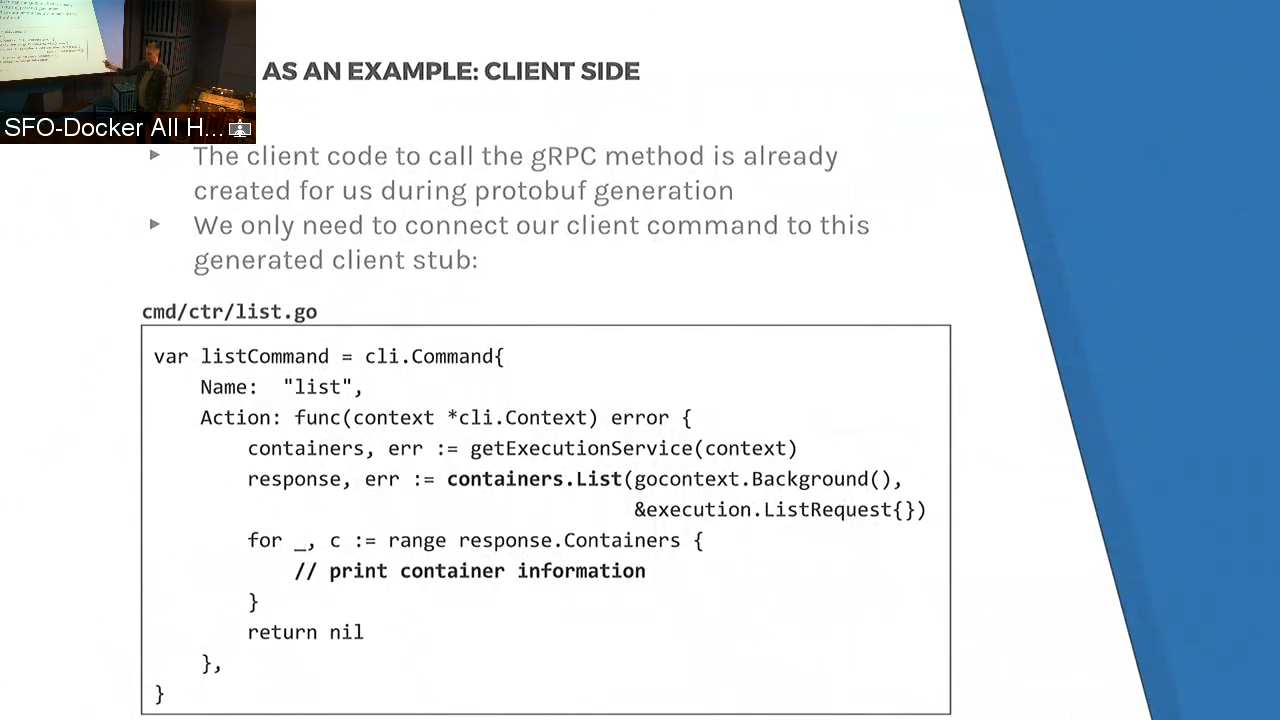 AS AN EXAMPLE: CLIENT SIDE
SFO-Docker All H...
▸ The client code to call the gRPC method is already
created for us during protobuf generation
▸ We only need to connect our client command to this
generated client stub:
cmd/ctr/list.go
var listCommand = cli.Command{
    Name:  "list",
    Action: func(context *cli.Context) error {
        containers, err := getExecutionService(context)
        response, err := containers.List(gocontext.Background(),
                                         &execution.ListRequest{})
        for _, c := range response.Containers {
            // print container information
        }
        return nil
    },
}